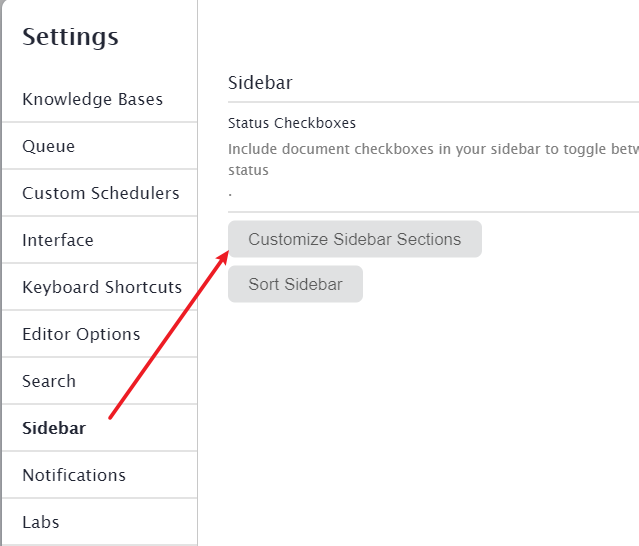 Settings
Knowledge Bases
Queue
Custom Schedulers
Interface
Keyboard Shortcuts
Editor Options
Search
Sidebar
Notifications
Labs
Sidebar
Status Checkboxes
Include document checkboxes in your sidebar to toggle
status
.
Customize Sidebar Sections
Sort Sidebar